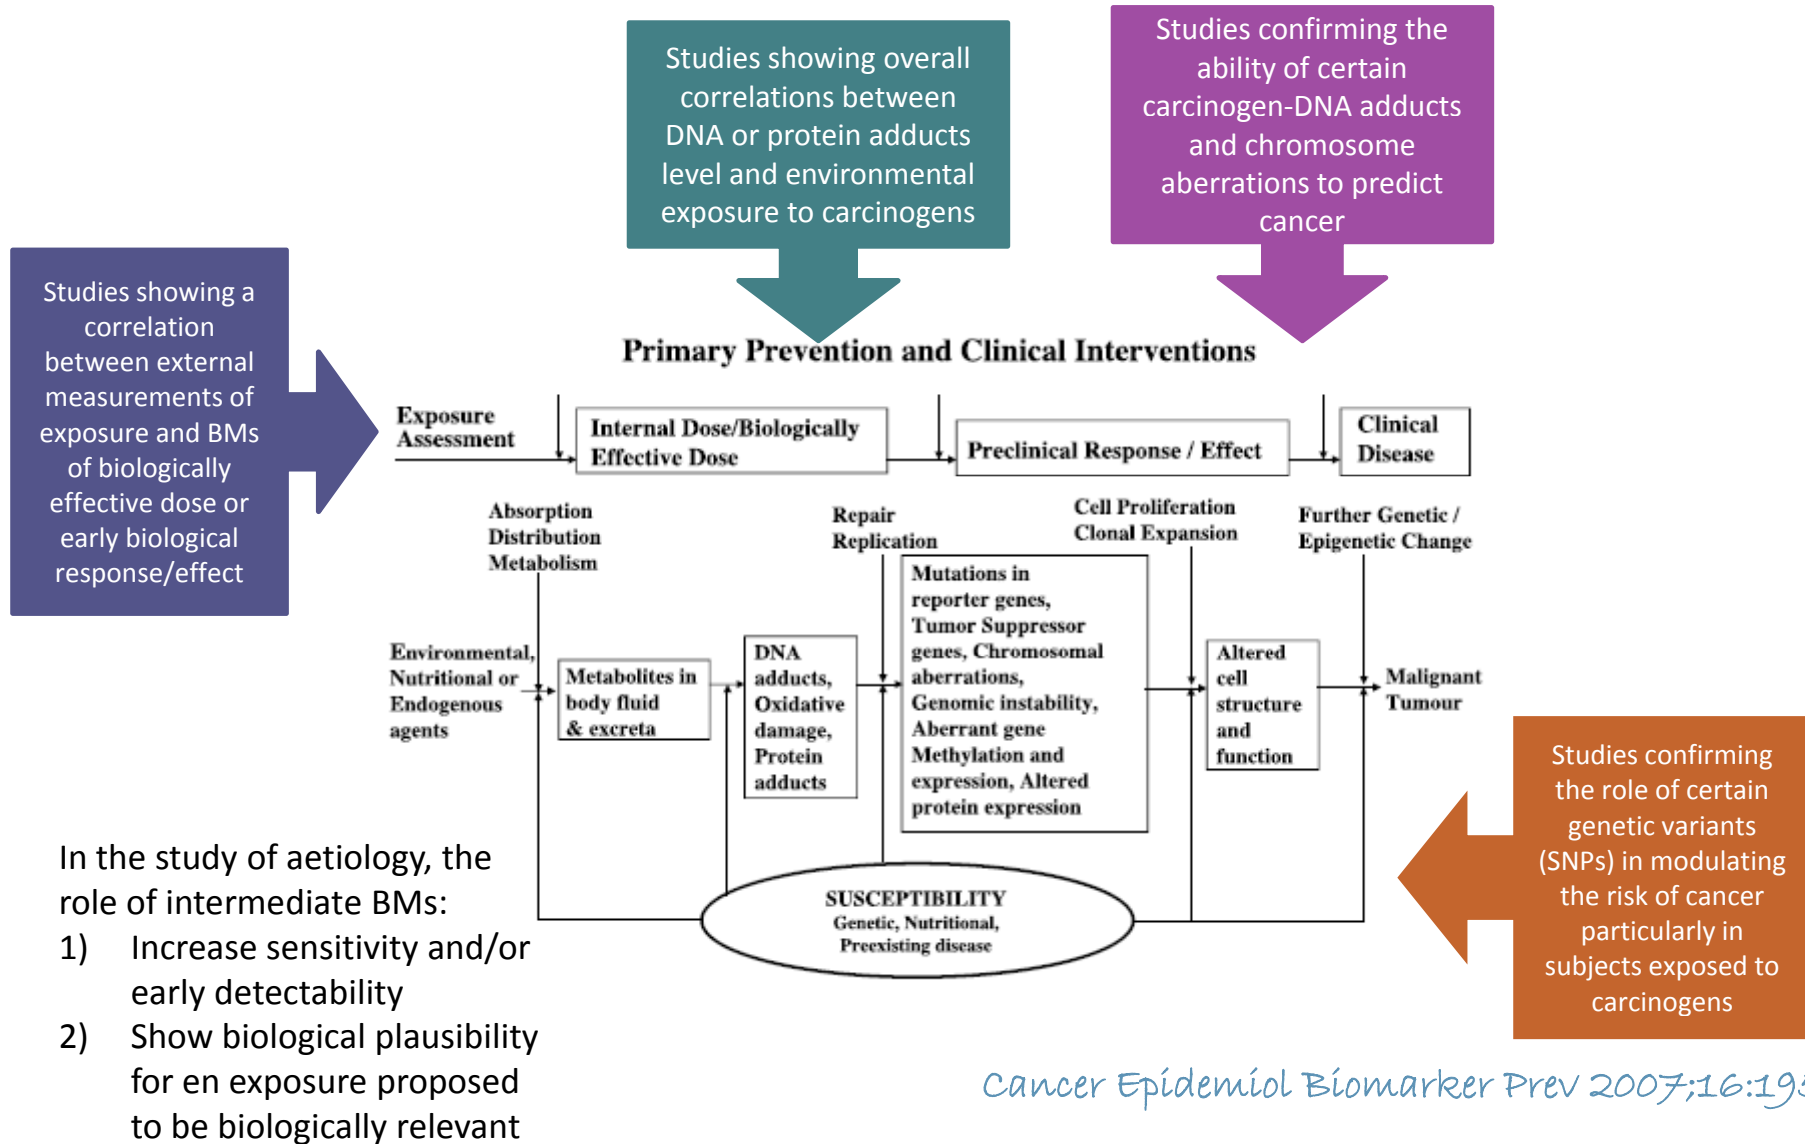 Studies showing overall
correlations between
DNA or protein adducts
level and environmental
exposure to carcinogens
Studies confirming the
ability of certain
carcinogen-DNA adducts
and chromosome
aberrations to predict
cancer
Studies showing a
correlation
between external
measurements of
exposure and BMs
of biologically
effective dose or
early biological
response/effect
Primary Prevention and Clinical Interventions
Exposure
Assessment
Internal Dose/Biologically
Effective Dose
Preclinical Response / Effect
Clinical
Disease
Absorption
Distribution
Metabolism
Repair
Replication
Cell Proliferation
Clonal Expansion
Further Genetic /
Epigenetic Change
Environmental,
Nutritional or
Endogenous
agents
Metabolites in
body fluid
& excreta
DNA
adducts,
Oxidative
damage,
Protein
adducts
Mutations in
reporter genes,
Tumor Suppressor
genes, Chromosomal
aberrations,
Genomic instability,
Aberrant gene
Methylation and
expression, Altered
protein expression
Altered
cell
structure
and
function
Malignant
Tumour
SUSCEPTIBILITY
Genetic, Nutritional,
Preexisting disease
Studies confirming
the role of certain
genetic variants
(SNPs) in modulating
the risk of cancer
particularly in
subjects exposed to
carcinogens
In the study of aetiology, the
role of intermediate BMs:
1) Increase sensitivity and/or
early detectability
2) Show biological plausibility
for en exposure proposed
to be biologically relevant
Cancer Epidemiol Biomarker Prev 2007;16:19